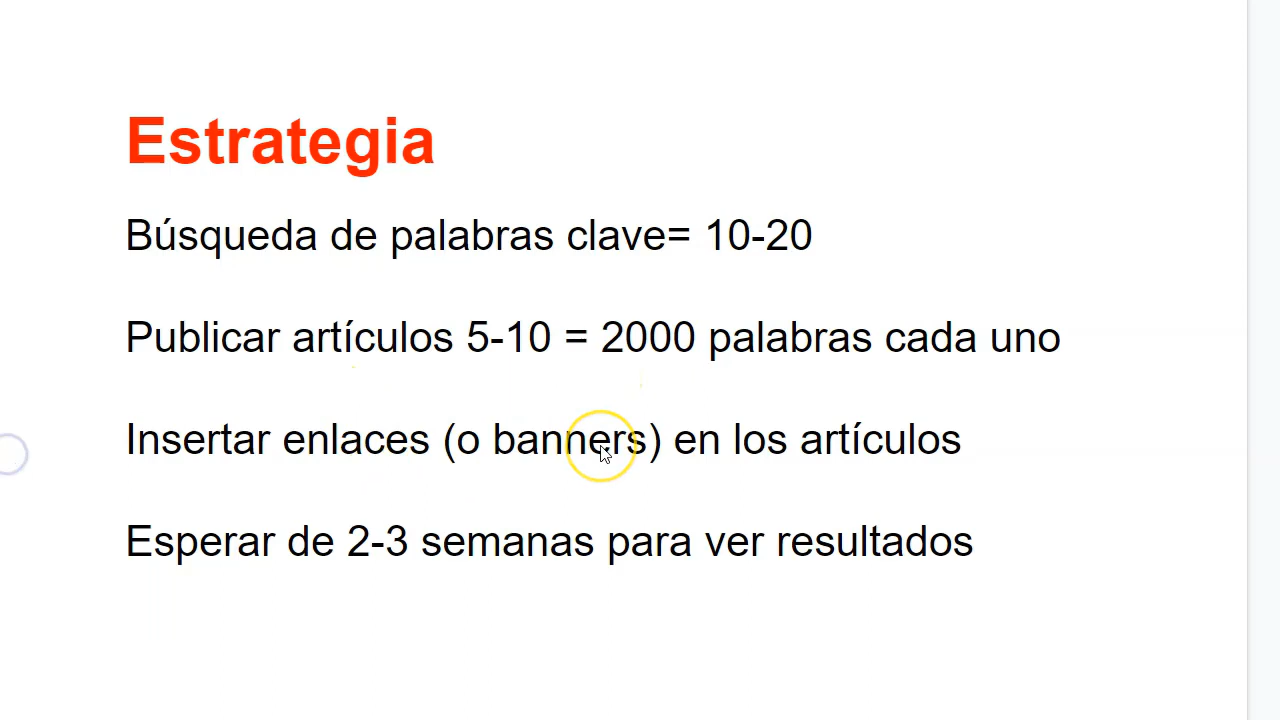 Estrategia
Búsqueda de palabras clave= 10-20
Publicar artículos 5-10 = 2000 palabras cada uno
Insertar enlaces (o banners) en los artículos
Esperar de 2-3 semanas para ver resultados